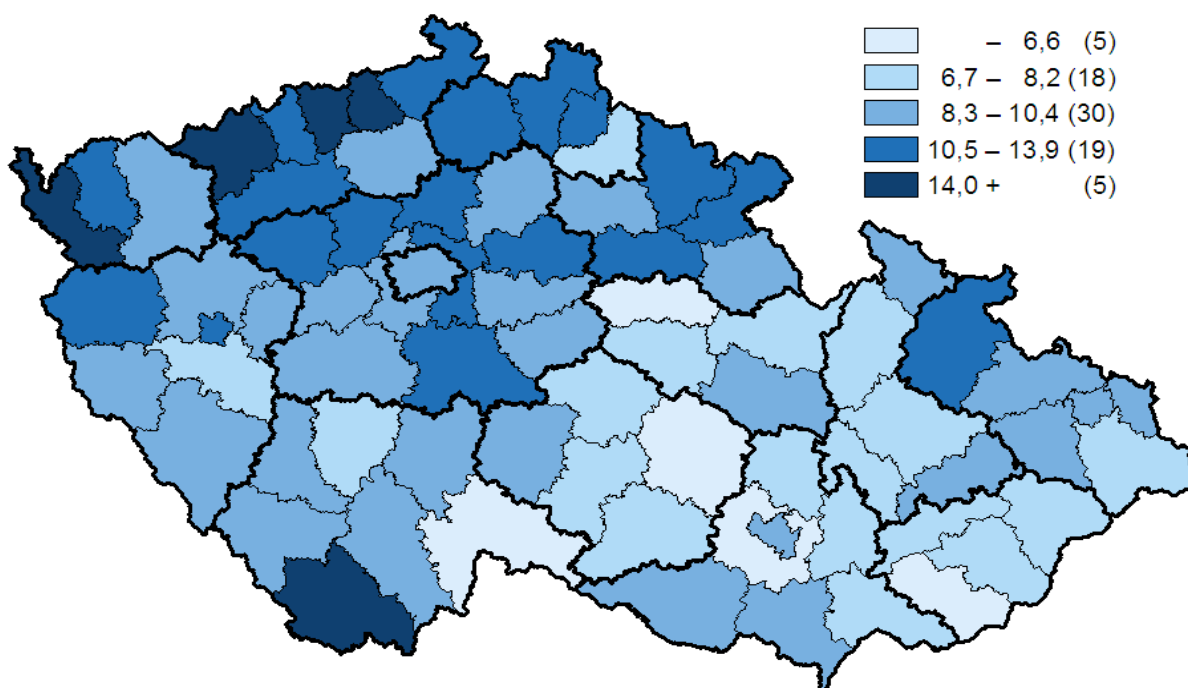 – 6,6 (5)
6,7 – 8,2 (18)
8,3 – 10,4 (30)
10,5 – 13,9 (19)
14,0 + (5)